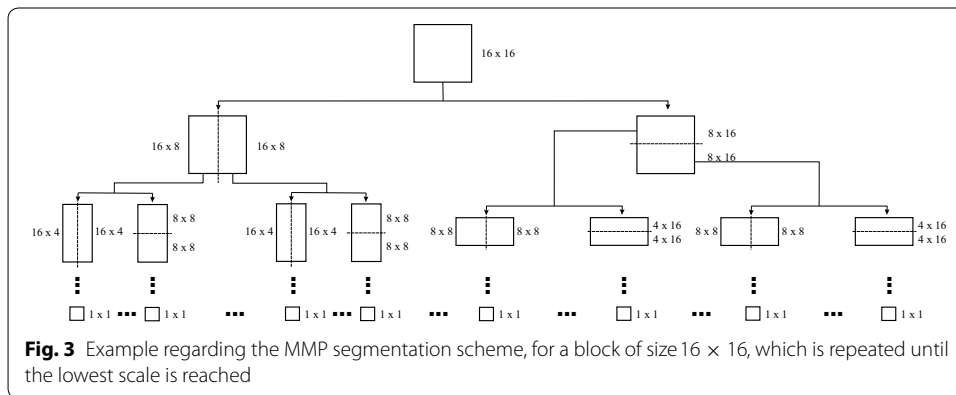 16 x 16
16 x 8 16 x 8
8 x 16
8 x 16
16 x 4 16 x 4 8 x 8
8 x 8
16 x 4 16 x 4 8 x 8
8 x 8
8 x 8 8 x 8 4 x 16
4 x 16
8 x 8 8 x 8 4 x 16
4 x 16
1 x 1 1 x 1 1 x 1 1 x 1 1 x 1 1 x 1 1 x 1 1 x 1
Fig. 3 Example regarding the MMP segmentation scheme, for a block of size 16 × 16, which is repeated until
the lowest scale is reached